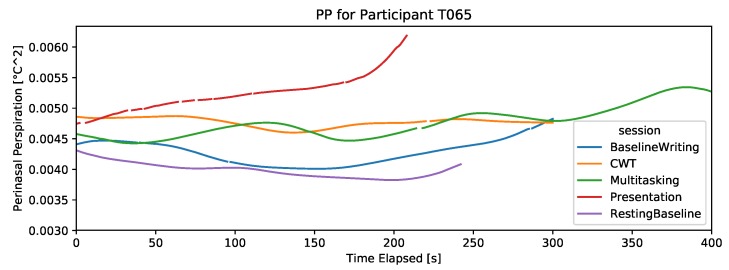 PP for Participant T065
Perinasal Perspiration [°C^2]
0.0060
0.0055
0.0050
0.0045
0.0040
0.0035
0.0030
0 50 100 150 200 250 300 350 400
Time Elapsed [s]
session
BaselineWriting
CWT
Multitasking
Presentation
RestingBaseline